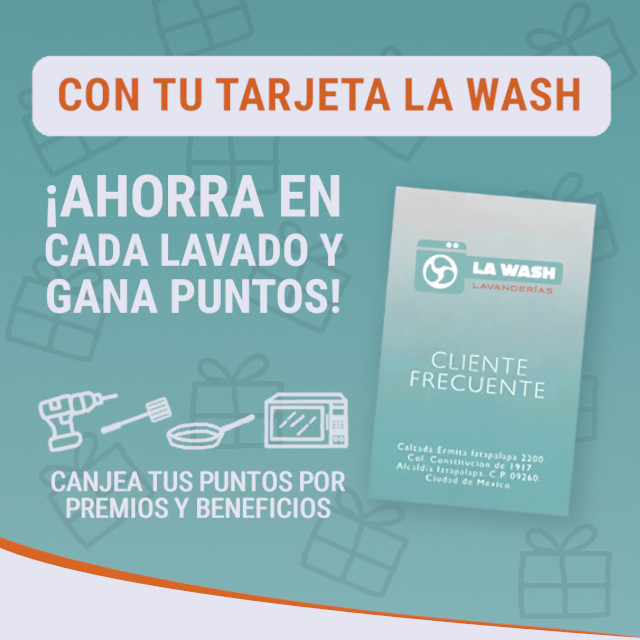 CON TU TARJETA LA WASH
¡AHORRA EN
CADA LAVADO Y
GANA PUNTOS!
LA WASH
LAVANDERÍAS
CLIENTE
FRECUENTE
Calzada Ermita Iztapalapa 2200.
Col. Constitucion de 1917.
Alcaldía Iztapalapa. C.P. 09260.
Ciudad de México.
CANJEA TUS PUNTOS POR
PREMIOS Y BENEFICIOS